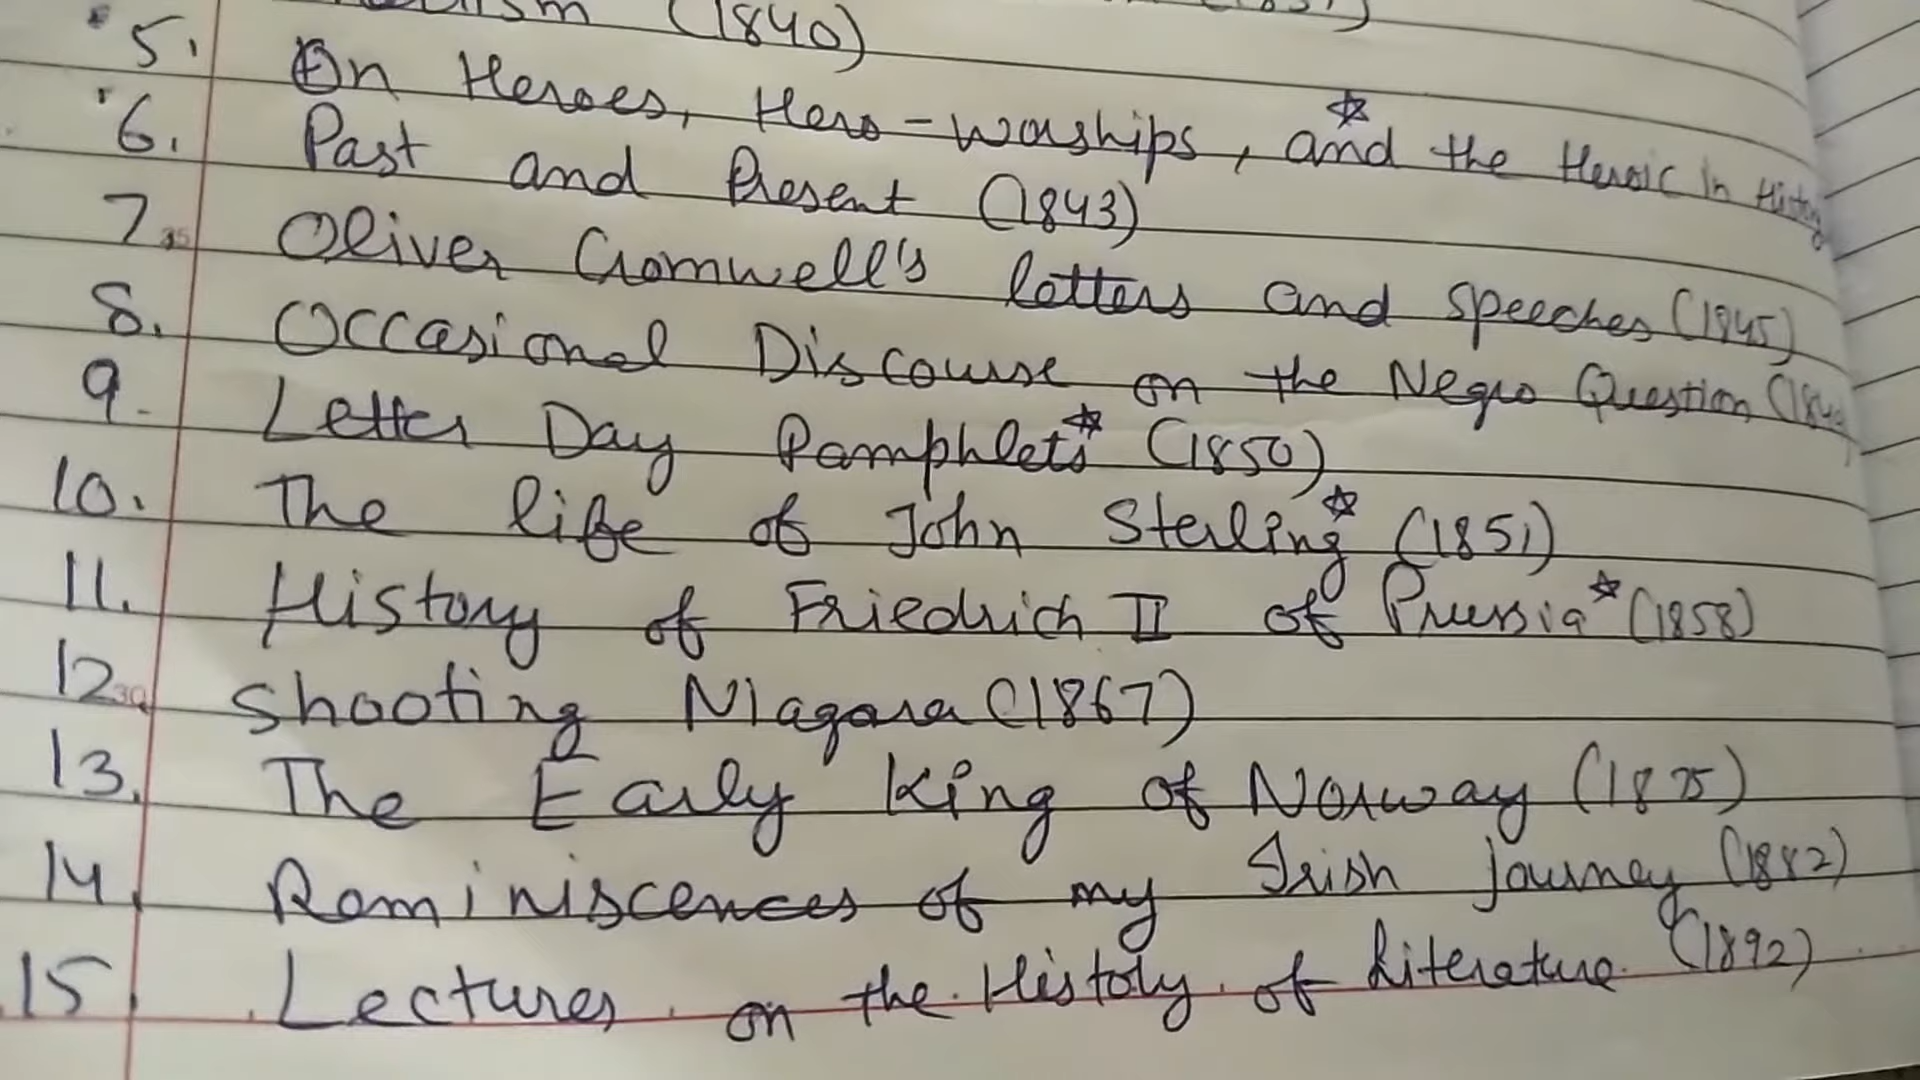 (1840)
5. On Heroes, Hero-worships, and the Heroic in History
6. Past and Present (1843)
7. Oliver Cromwell's letters and speeches (1845)
8. Occasional Discourse on the Negro Question
9. Letter Day Pamphlets* (1850)
10. The life of John Sterling* (1851)
11. History of Friedrich II of Prussia* (1858)
12. Shooting Niagara (1867)
13. The Early King of Norway (1875)
14. Reminiscences of my Irish journey (1882)
15. Lectures on the History of Literature (1892)